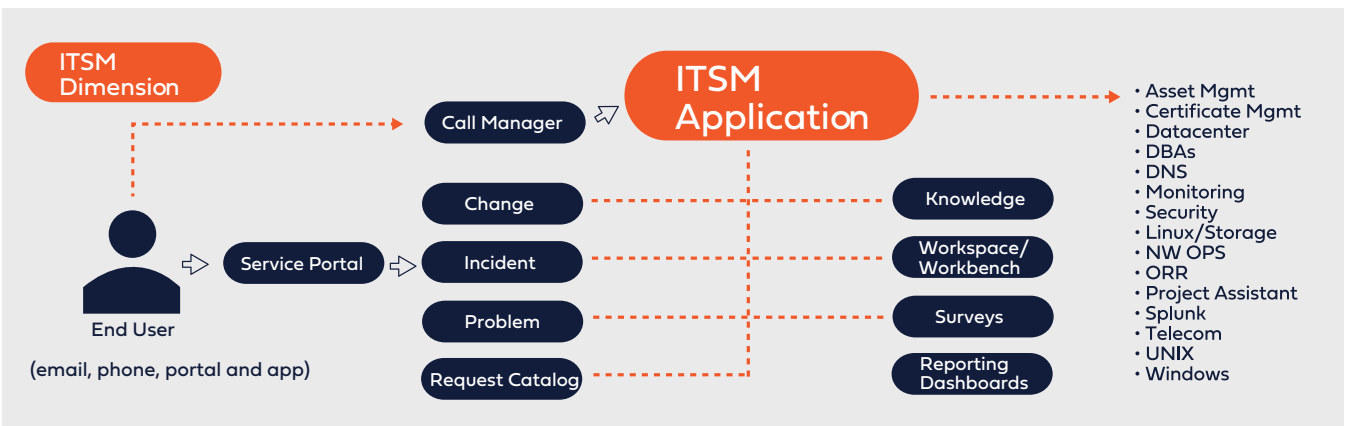 ITSM
Dimension
Call Manager
ITSM
Application
Change
Incident
Problem
Request Catalog
Service Portal
End User
(email, phone, portal and app)
Knowledge
Workspace/
Workbench
Surveys
Reporting
Dashboards
• Asset Mgmt
• Certificate Mgmt
• Datacenter
• DBAs
• DNS
• Monitoring
• Security
• Linux/Storage
• NW OPS
• ORR
• Project Assistant
• Splunk
• Telecom
• UNIX
• Windows